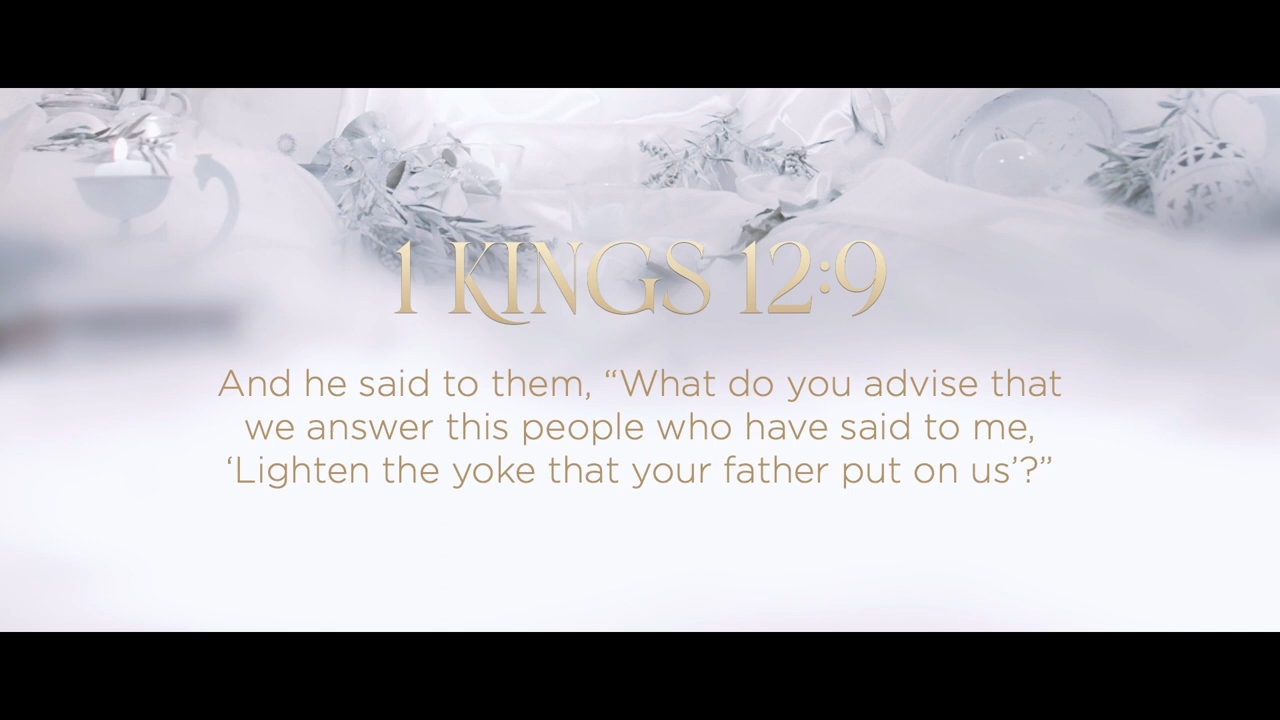 1 KINGS 12:9
And he said to them, “What do you advise that
we answer this people who have said to me,
‘Lighten the yoke that your father put on us’?”